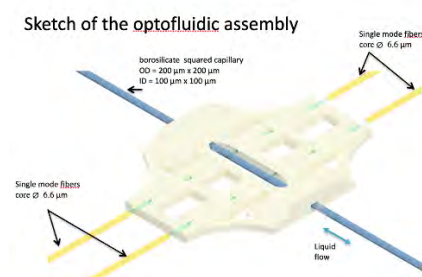 Sketch of the optofluidic assembly
Single mode fibers
core Ø 6.6 µm
borosilicate squared capillary
OD = 200 µm x 200 µm
ID = 100 µm x 100 µm
Single mode fibers
core Ø 6.6 µm
Liquid
flow